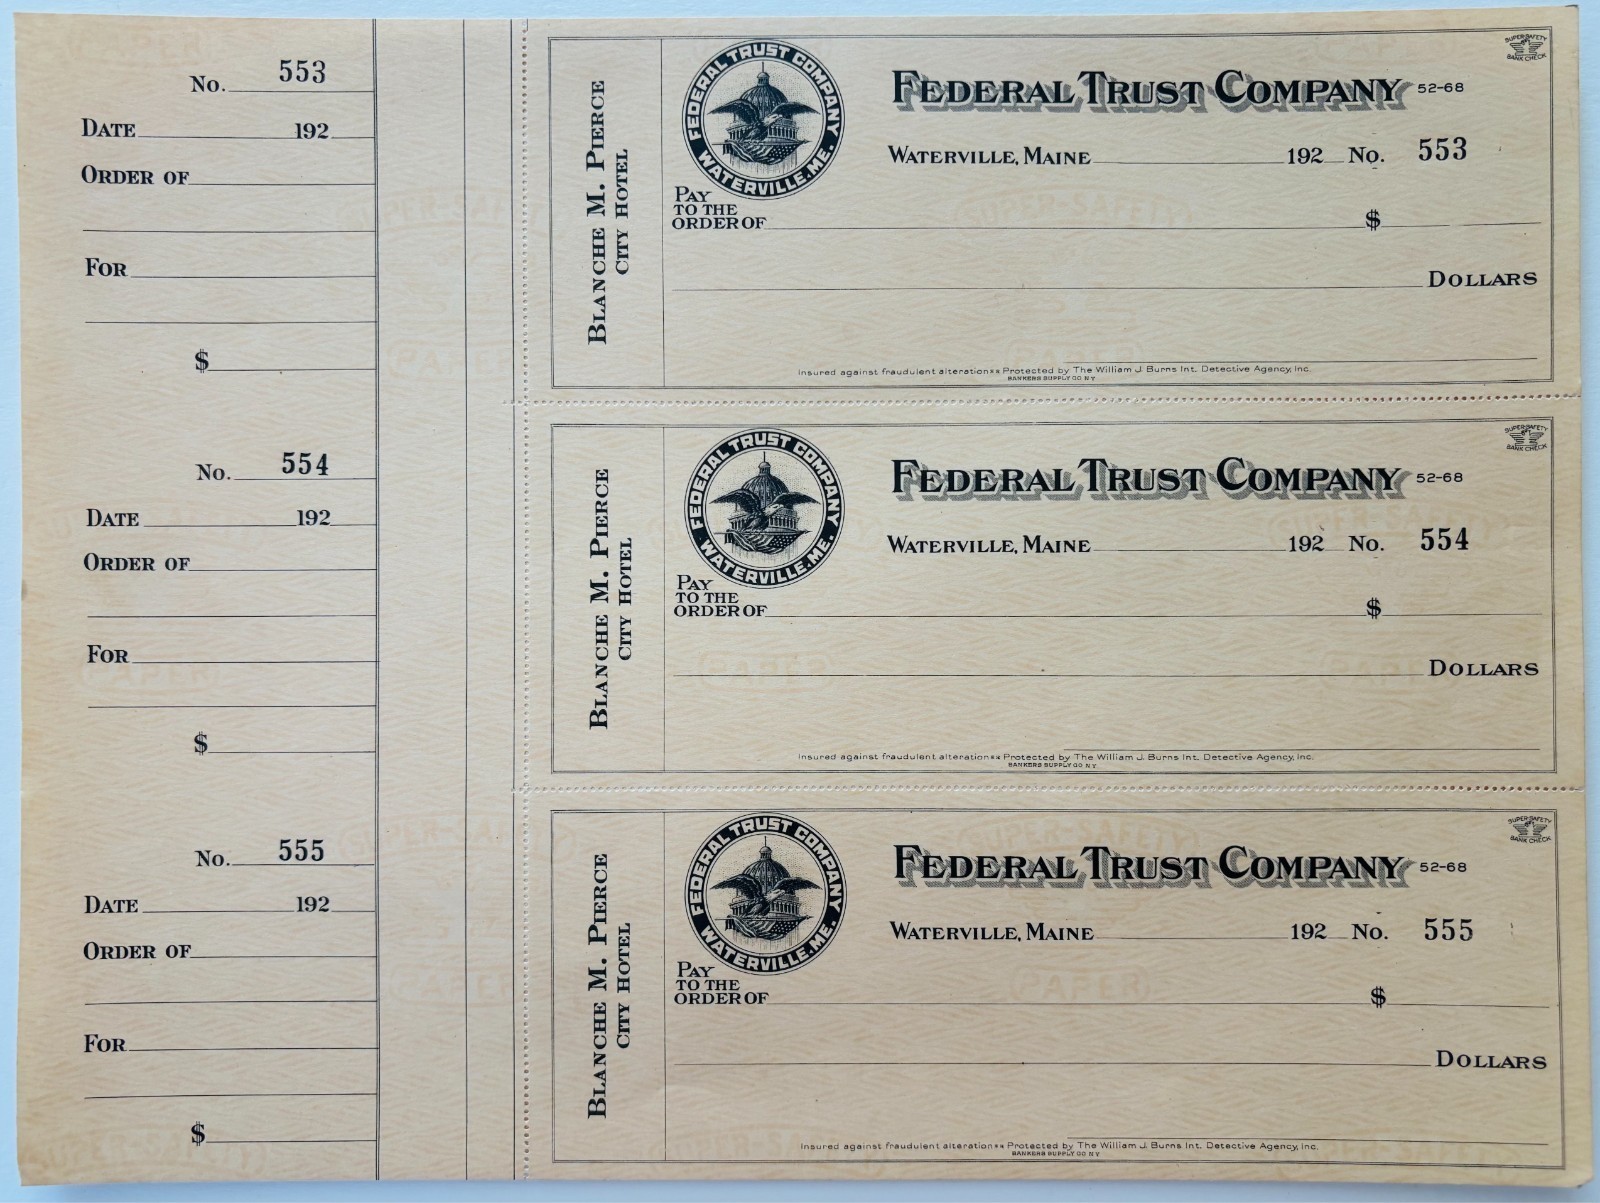 No. 553
DATE 192
ORDER OF
FOR
$
BLANCHE M. PIERCE
CITY HOTEL
FEDERAL TRUST COMPANY
WATERVILLE, ME.
FEDERAL TRUST COMPANY 52-68
SUPER-SAFETY
BANK CHECK
WATERVILLE, MAINE 192 No. 553
PAY
TO THE
ORDER OF $
DOLLARS
Insured against fraudulent alteration ** Protected by The William J. Burns Int. Detective Agency, Inc.
BANKERS SUPPLY CO NY
No. 554
DATE 192
ORDER OF
FOR
$
BLANCHE M. PIERCE
CITY HOTEL
FEDERAL TRUST COMPANY
WATERVILLE, ME.
FEDERAL TRUST COMPANY 52-68
SUPER-SAFETY
BANK CHECK
WATERVILLE, MAINE 192 No. 554
PAY
TO THE
ORDER OF $
DOLLARS
Insured against fraudulent alteration ** Protected by The William J. Burns Int. Detective Agency, Inc.
BANKERS SUPPLY CO NY
No. 555
DATE 192
ORDER OF
FOR
$
BLANCHE M. PIERCE
CITY HOTEL
FEDERAL TRUST COMPANY
WATERVILLE, ME.
FEDERAL TRUST COMPANY 52-68
SUPER-SAFETY
BANK CHECK
WATERVILLE, MAINE 192 No. 555
PAY
TO THE
ORDER OF $
DOLLARS
Insured against fraudulent alteration ** Protected by The William J. Burns Int. Detective Agency, Inc.
BANKERS SUPPLY CO NY